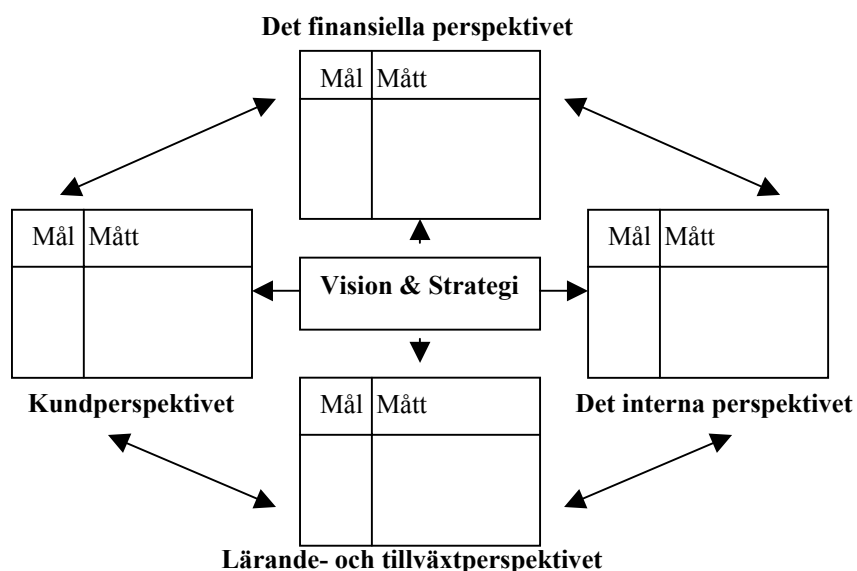 Det finansiella perspektivet
Mål Mått
Mål Mått
Vision & Strategi
Mål Mått
Kundperspektivet
Mål Mått
Det interna perspektivet
Lärande- och tillväxtperspektivet